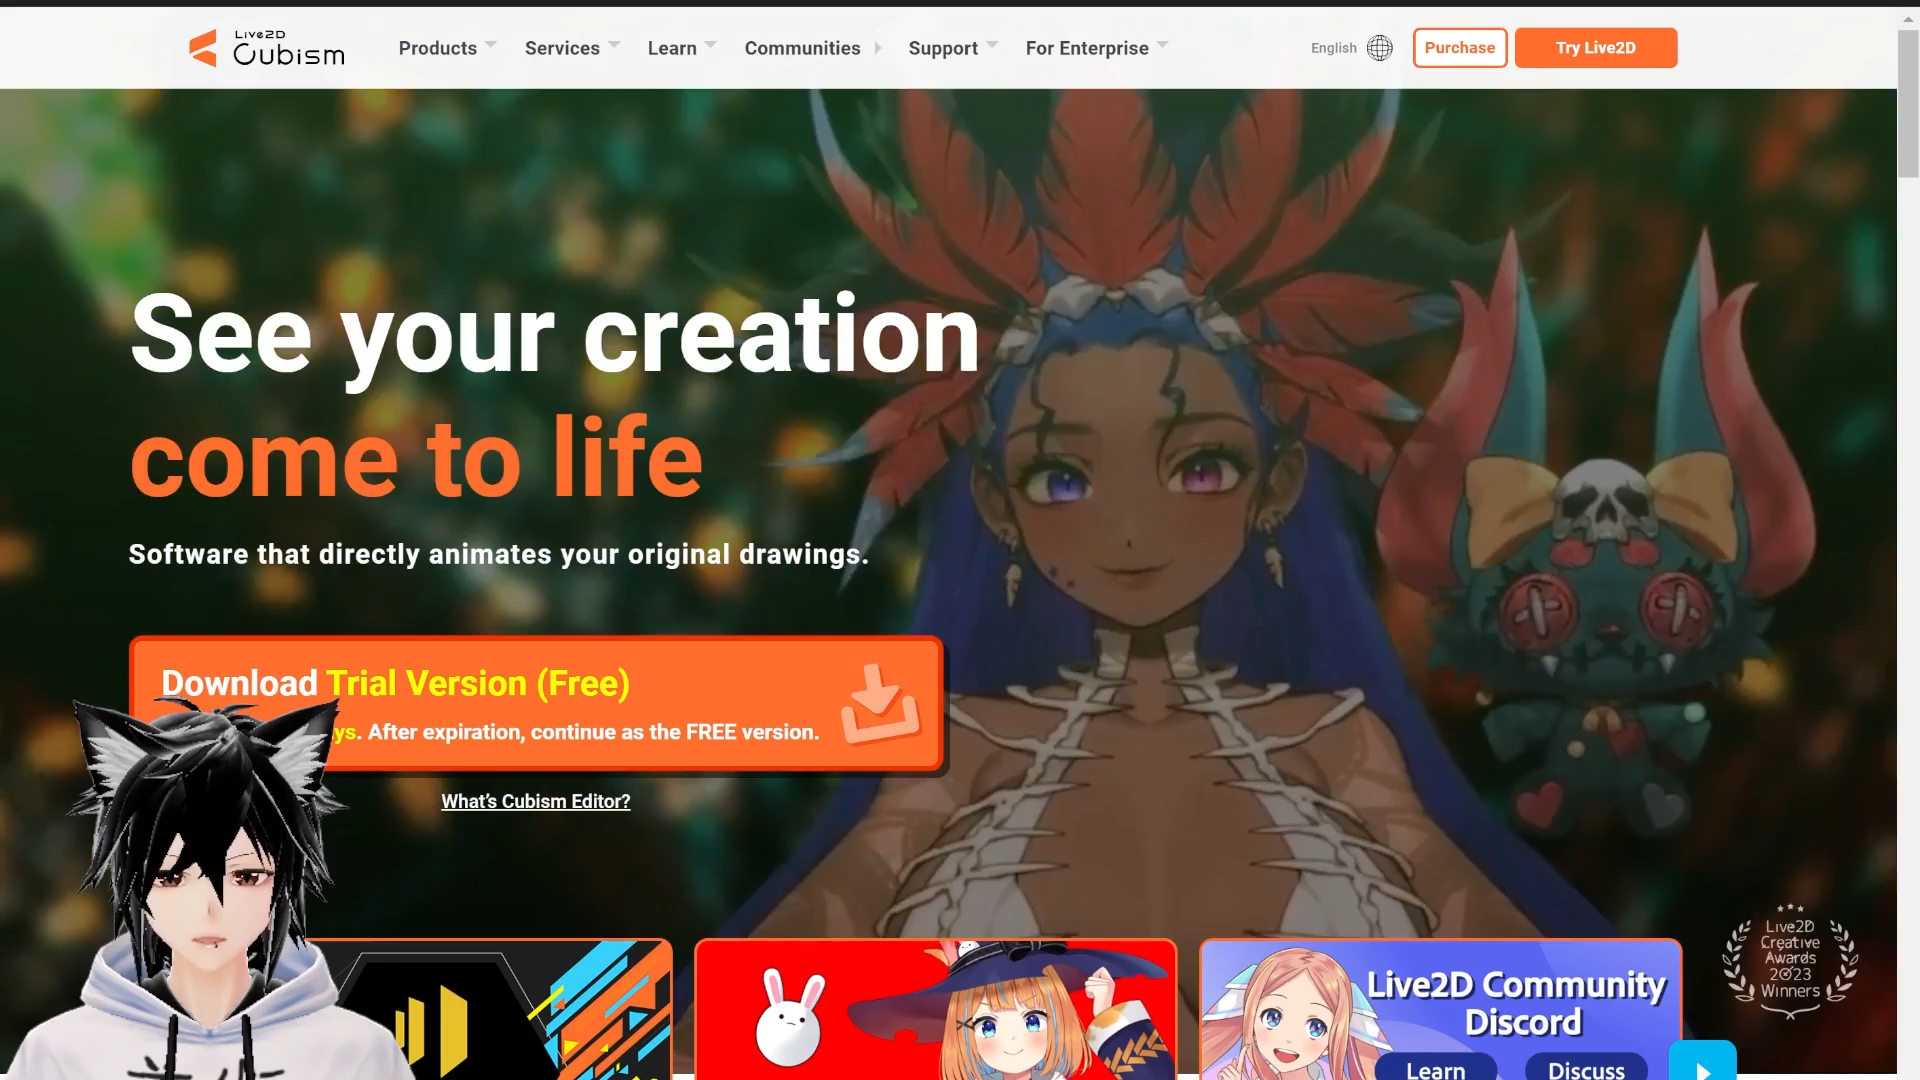 Live2D
Cubism
Products
Services
Learn
Communities
Support
For Enterprise
English
Purchase
Try Live2D
See your creation
come to life
Software that directly animates your original drawings.
Download Trial Version (Free)
ys. After expiration, continue as the FREE version.
What's Cubism Editor?
Live2D
Creative
Awards
2023
Winners
Live2D Community
Discord
Learn
Discuss